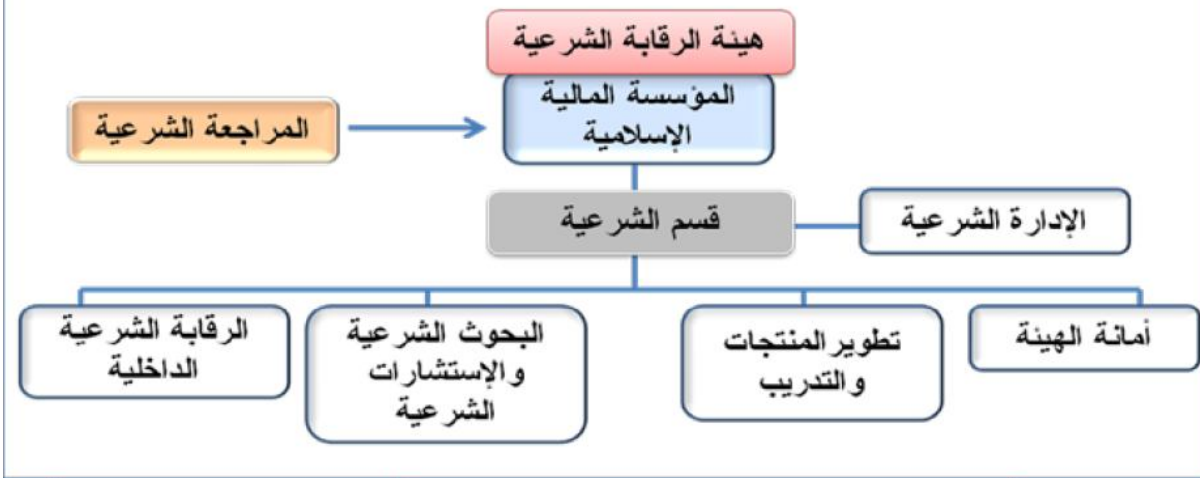 هيئة الرقابة الشرعية
المؤسسة المالية
الإسلامية
المراجعة الشرعية
قسم الشرعية
الإدارة الشرعية
أمانة الهيئة
تطوير المنتجات
والتدريب
البحوث الشرعية
والإستشارات
الشرعية
الرقابة الشرعية
الداخلية